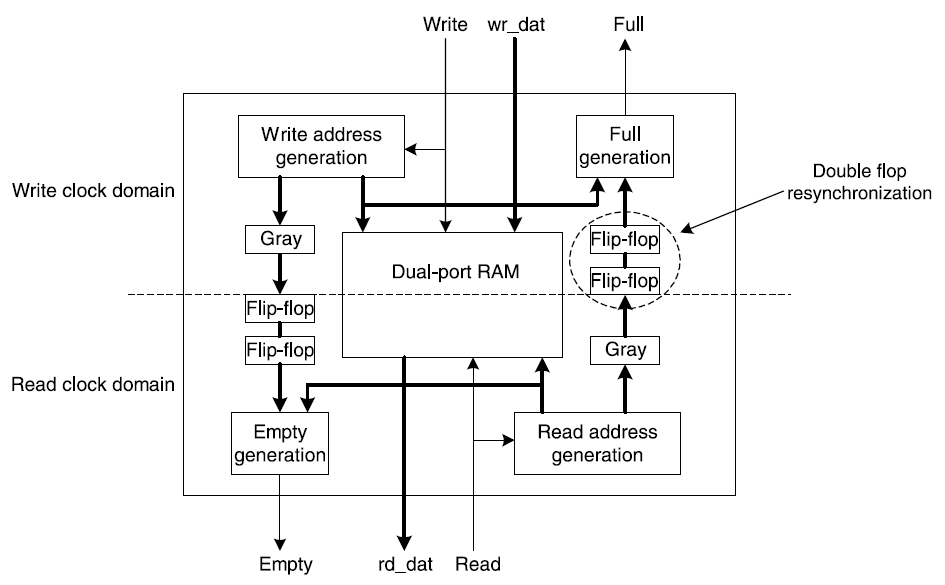 Write
wr_dat
Full
Write address
generation
Full
generation
Double flop
resynchronization
Write clock domain
Gray
Flip-flop
Dual-port RAM
Flip-flop
Flip-flop
Flip-flop
Gray
Read clock domain
Empty
generation
Read address
generation
Empty
rd_dat
Read